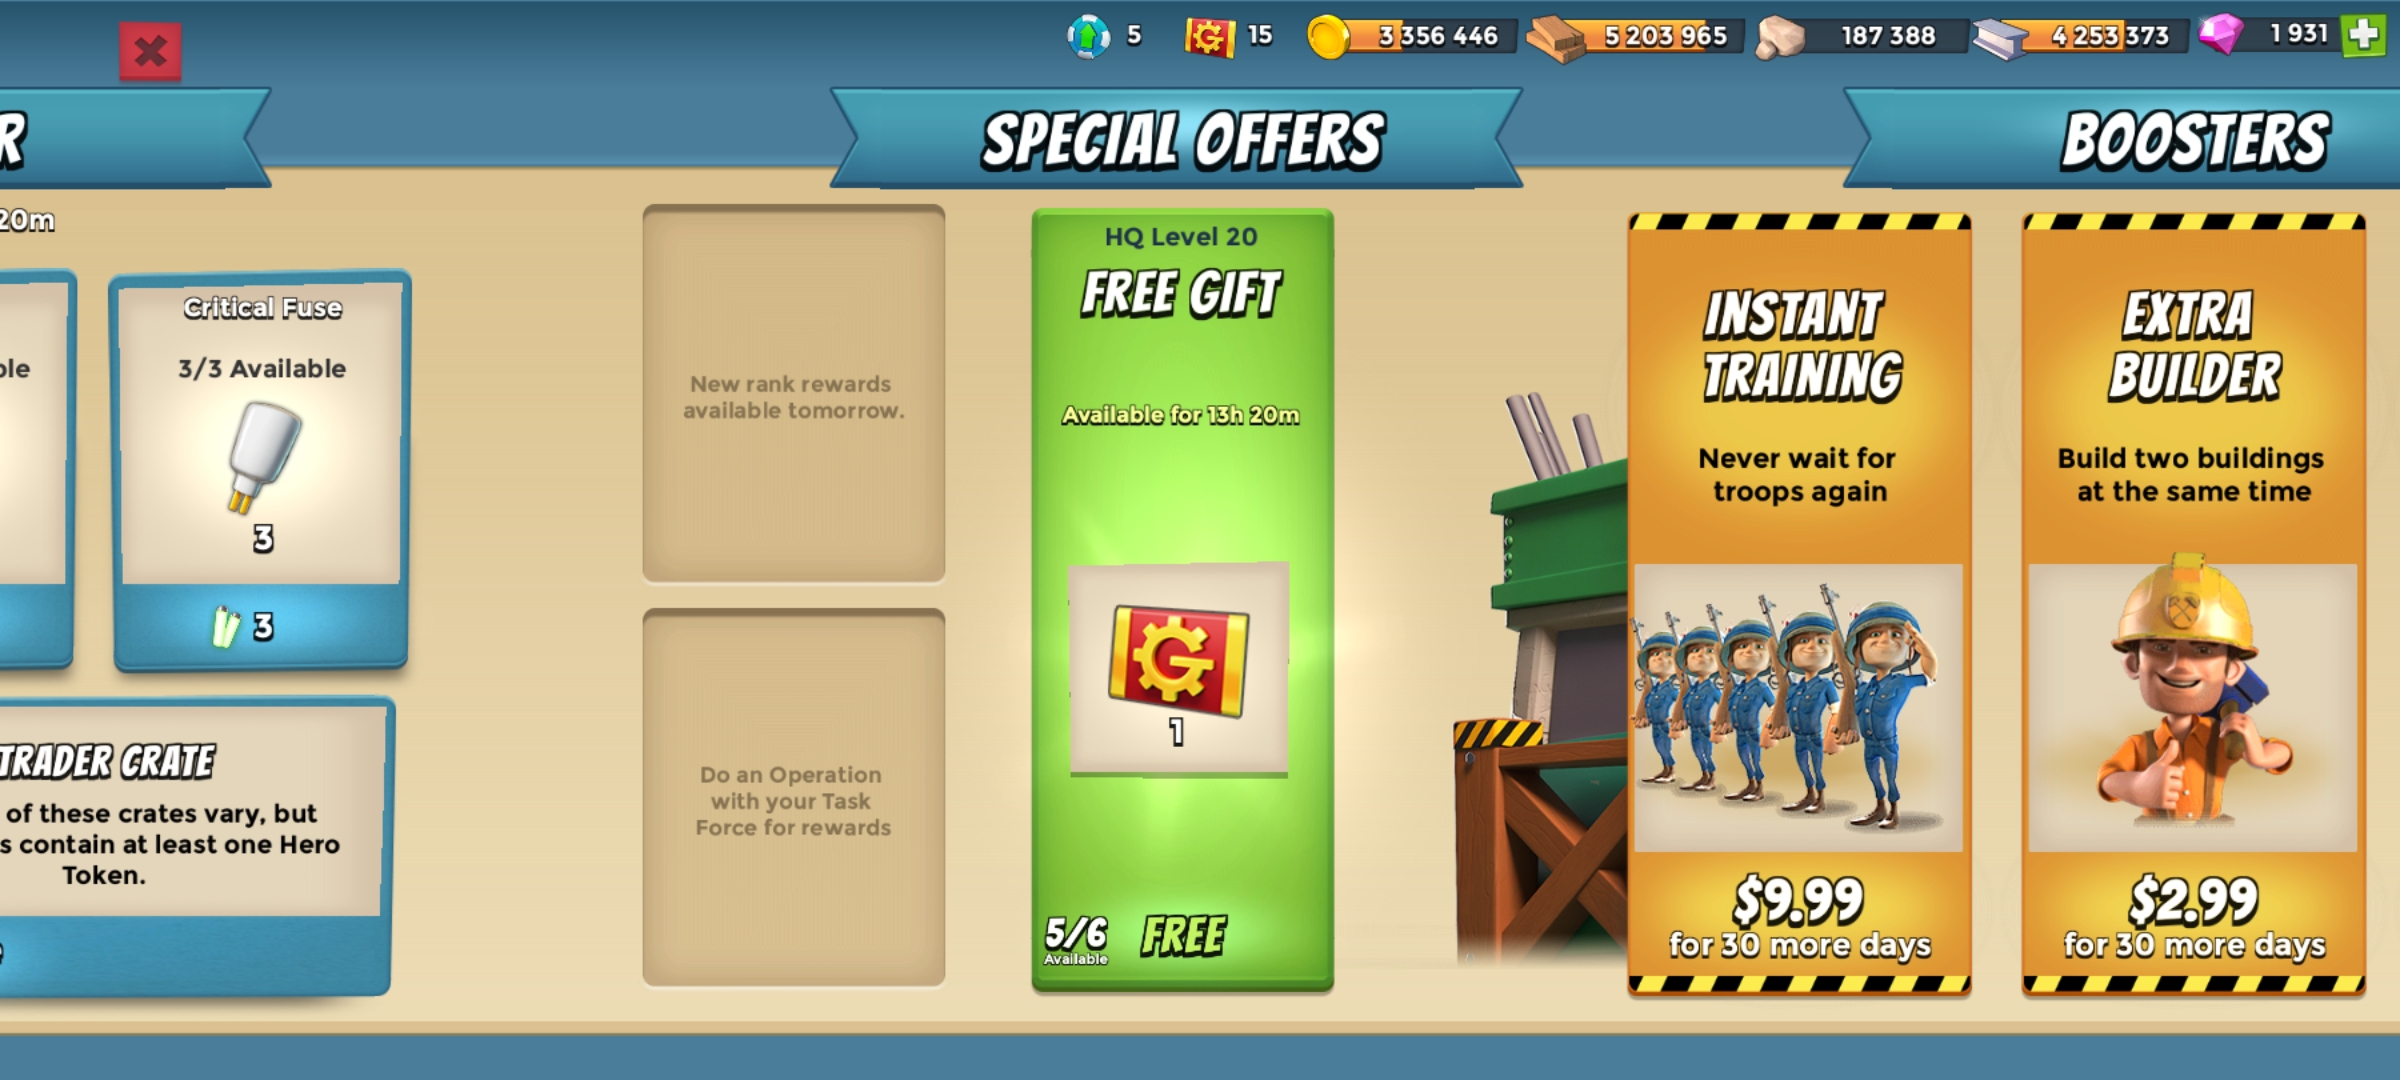 5
15
3 356 446
5 203 965
187 388
4 253 373
1 931
R
SPECIAL OFFERS
BOOSTERS
20m
Critical Fuse
3/3 Available
3
3
TRADER CRATE
of these crates vary, but
s contain at least one Hero
Token.
New rank rewards
available tomorrow.
Do an Operation
with your Task
Force for rewards
HQ Level 20
FREE GIFT
Available for 13h 20m
G
1
5/6
Available
FREE
INSTANT
TRAINING
Never wait for
troops again
$9.99
for 30 more days
EXTRA
BUILDER
Build two buildings
at the same time
$2.99
for 30 more days